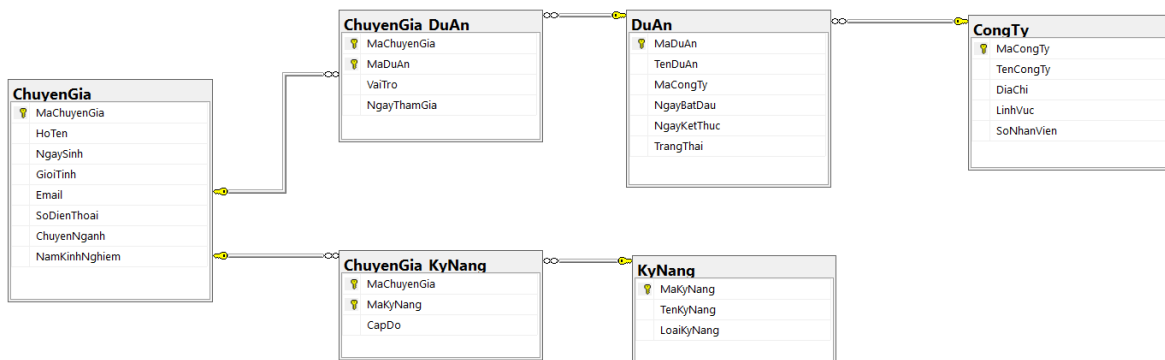 ChuyenGia
MaChuyenGia
HoTen
NgaySinh
GioiTinh
Email
SoDienThoai
ChuyenNganh
NamKinhNghiem
ChuyenGia_DuAn
MaChuyenGia
MaDuAn
VaiTro
NgayThamGia
DuAn
MaDuAn
TenDuAn
MaCongTy
NgayBatDau
NgayKetThuc
TrangThai
CongTy
MaCongTy
TenCongTy
DiaChi
LinhVuc
SoNhanVien
ChuyenGia_KyNang
MaChuyenGia
MaKyNang
CapDo
KyNang
MaKyNang
TenKyNang
LoaiKyNang